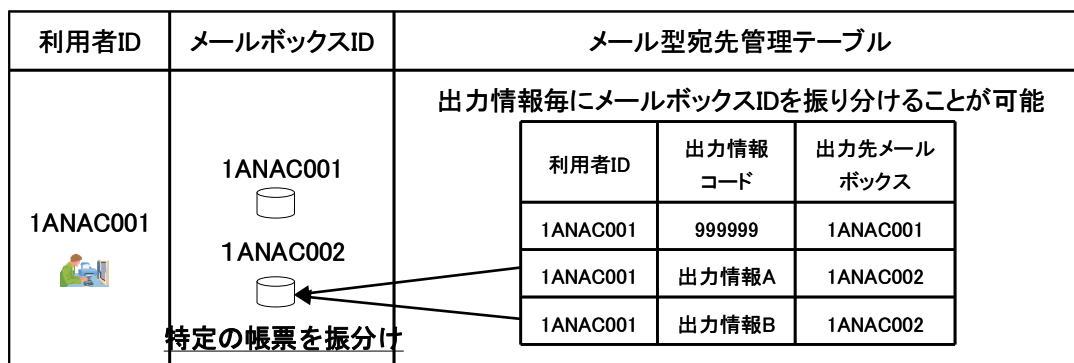 利用者ID メールボックスID メール型宛先管理テーブル
出力情報毎にメールボックスIDを振り分けることが可能
1ANAC001
1ANAC001
1ANAC002
特定の帳票を振分け
利用者ID 出力情報コード 出力先メールボックス
1ANAC001 999999 1ANAC001
1ANAC001 出力情報A 1ANAC002
1ANAC001 出力情報B 1ANAC002